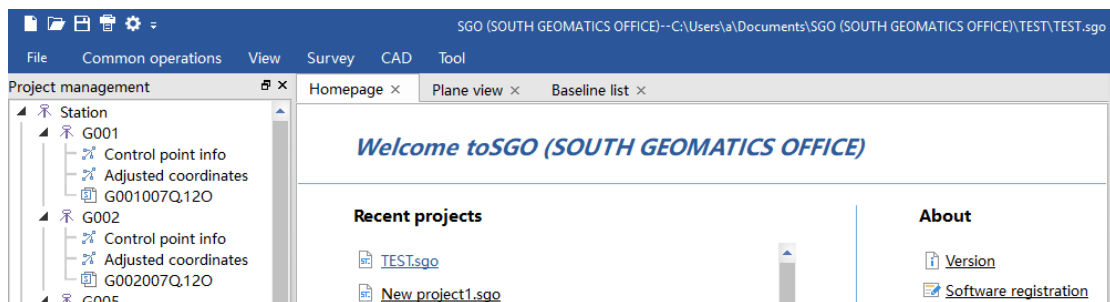 SGO (SOUTH GEOMATICS OFFICE)--C:\Users\a\Documents\SGO (SOUTH GEOMATICS OFFICE)\TEST\TEST.sgo
File Common operations View Survey CAD Tool
Project management
Homepage × Plane view × Baseline list ×
Station
G001
Control point info
Adjusted coordinates
G001007Q.12O
G002
Control point info
Adjusted coordinates
G002007Q.12O
G005
Welcome toSGO (SOUTH GEOMATICS OFFICE)
Recent projects
TEST.sgo
New project1.sgo
About
Version
Software registration